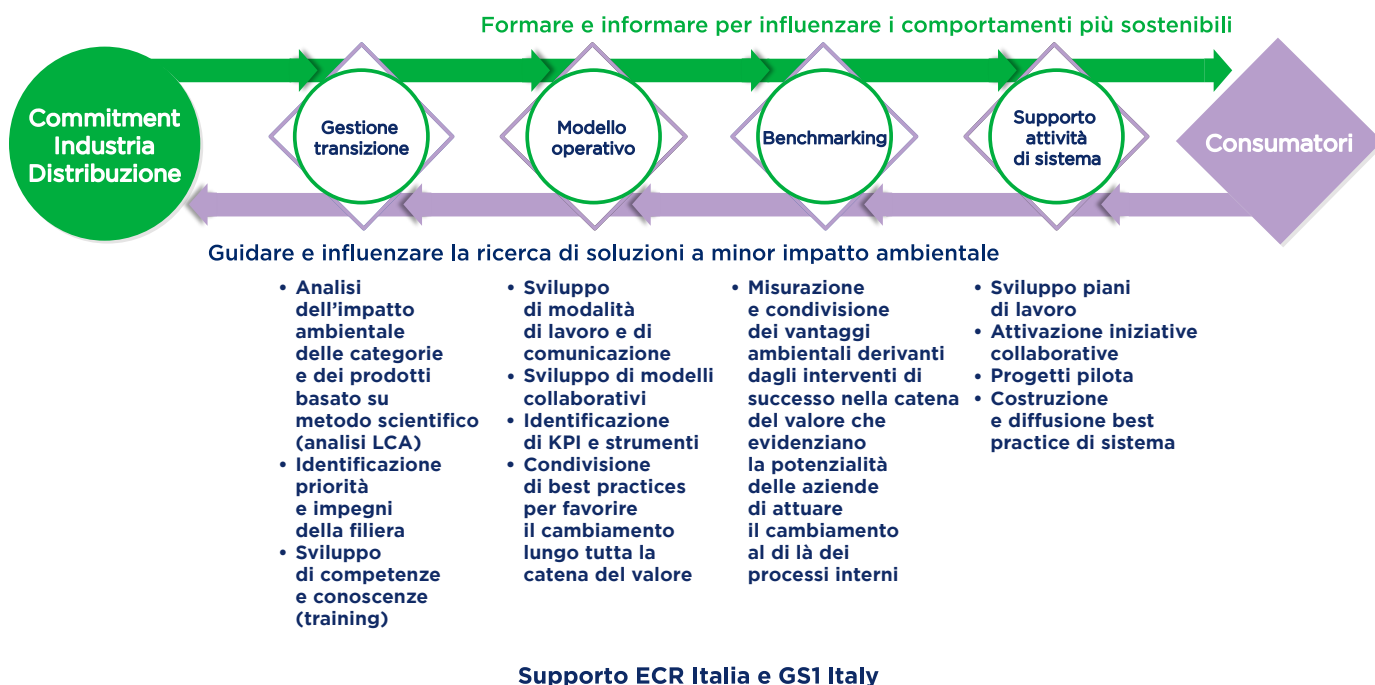 Formare e informare per influenzare i comportamenti più sostenibili
Commitment
Industria
Distribuzione
Gestione
transizione
Modello
operativo
Benchmarking
Supporto
attività
di sistema
Consumatori
Guidare e influenzare la ricerca di soluzioni a minor impatto ambientale
• Analisi
dell’impatto
ambientale
delle categorie
e dei prodotti
basato su
metodo scientifico
(analisi LCA)
• Identificazione
priorità
e impegni
della filiera
• Sviluppo
di competenze
e conoscenze
(training)
• Sviluppo
di modalità
di lavoro e di
comunicazione
• Sviluppo di modelli
collaborativi
• Identificazione
di KPI e strumenti
• Condivisione
di best practices
per favorire
il cambiamento
lungo tutta la
catena del valore
• Misurazione
e condivisione
dei vantaggi
ambientali derivanti
dagli interventi di
successo nella catena
del valore che
evidenziano
la potenzialità
delle aziende
di attuare
il cambiamento
al di là dei
processi interni
• Sviluppo piani
di lavoro
• Attivazione iniziative
collaborative
• Progetti pilota
• Costruzione
e diffusione best
practice di sistema
Supporto ECR Italia e GS1 Italy